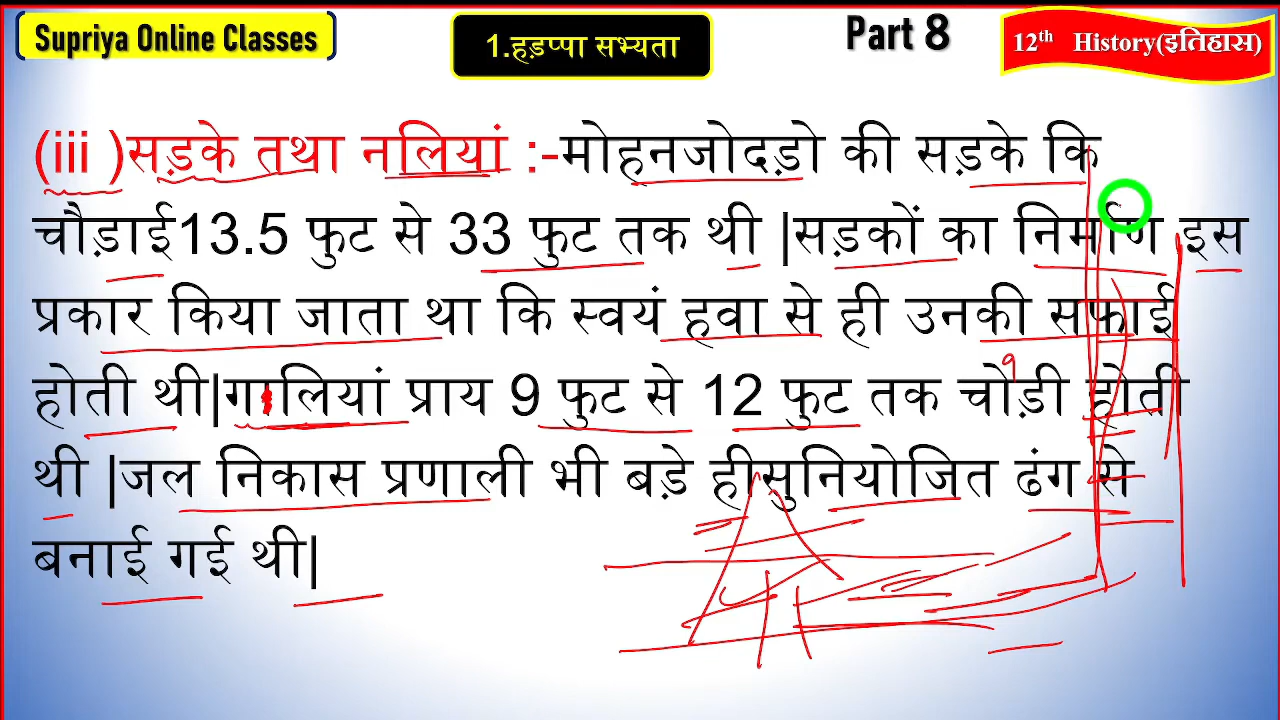 Supriya Online Classes
1.हड़प्पा सभ्यता
Part 8
12th History(इतिहास)
(iii )सड़के तथा नलियां :-मोहनजोदड़ो की सड़के कि
चौड़ाई13.5 फुट से 33 फुट तक थी |सड़कों का निर्माण इस
प्रकार किया जाता था कि स्वयं हवा से ही उनकी सफाई
होती थी|गालियां प्राय 9 फुट से 12 फुट तक चोड़ी होती
थी |जल निकास प्रणाली भी बड़े हीसुनियोजित ढंग से
बनाई गई थी|